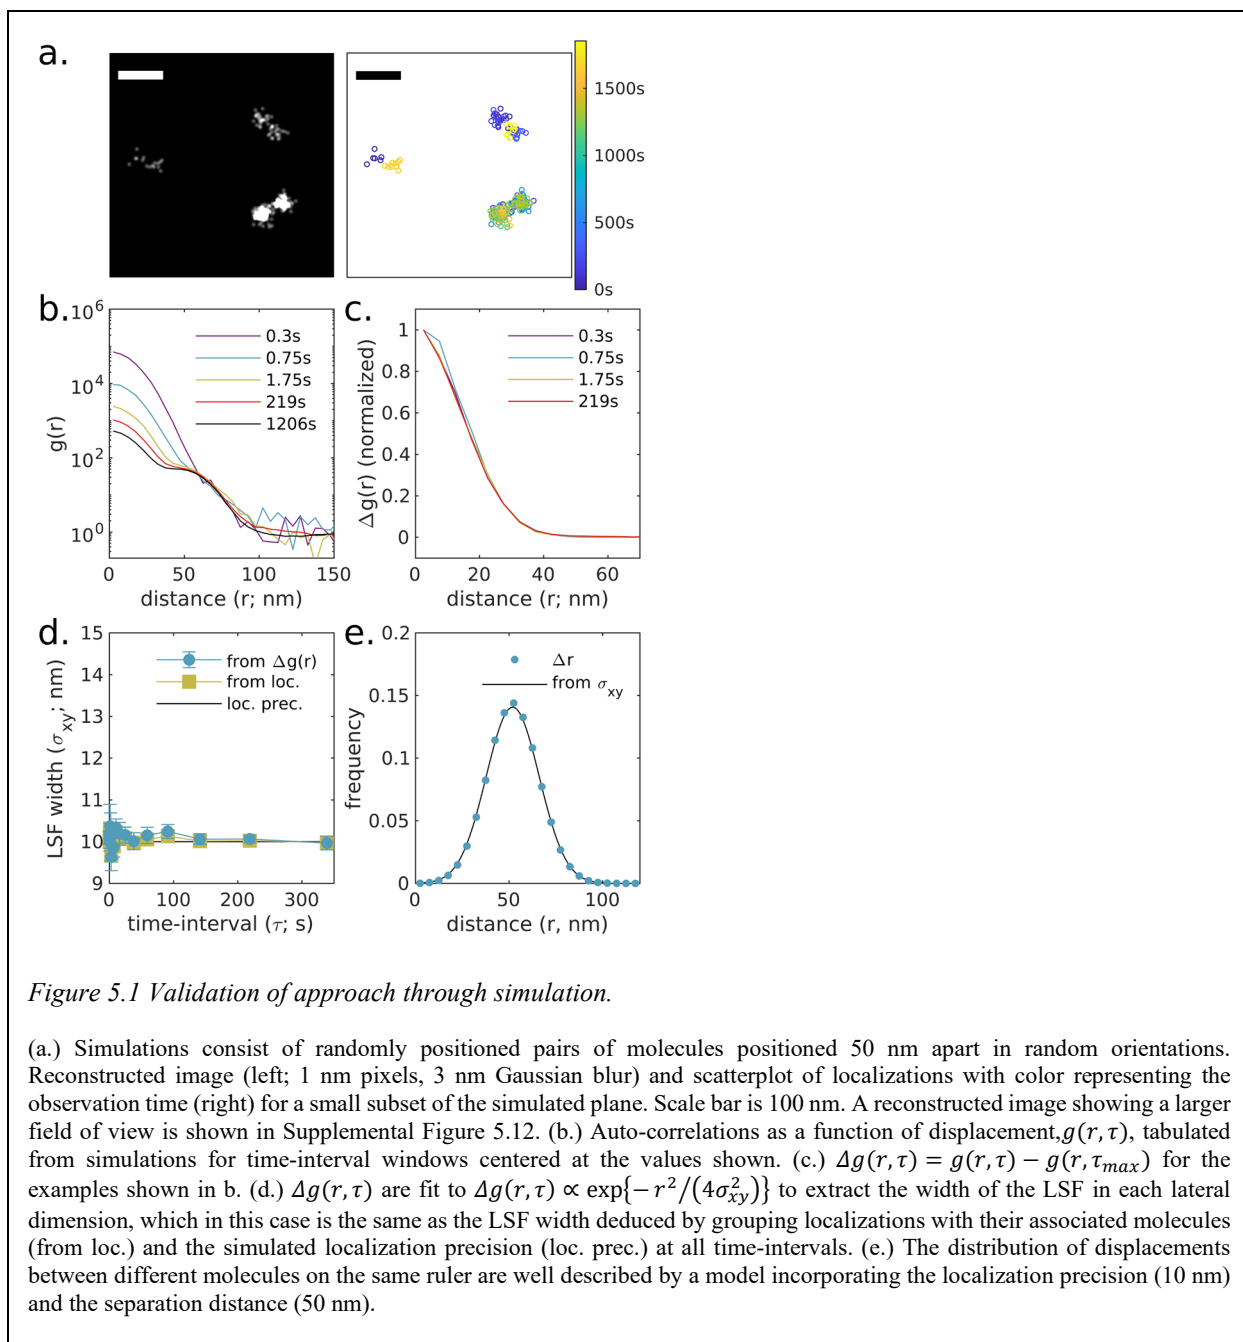 a.
1500s
1000s
500s
0s
b.
10^6
10^4
10^2
10^0
g(r)
0.3s
0.75s
1.75s
219s
1206s
0 50 100 150
distance (r; nm)
c.
1
0.8
0.6
0.4
0.2
0
Δg(r) (normalized)
0.3s
0.75s
1.75s
219s
0 20 40 60
distance (r; nm)
d.
15
14
13
12
11
10
9
LSF width (σ_xy; nm)
from Δg(r)
from loc.
loc. prec.
0 100 200 300
time-interval (τ; s)
e.
0.2
0.15
0.1
0.05
0
frequency
Δr
from σ_xy
0 50 100
distance (r, nm)
Figure 5.1 Validation of approach through simulation.
(a.) Simulations consist of randomly positioned pairs of molecules positioned 50 nm apart in random orientations.
Reconstructed image (left; 1 nm pixels, 3 nm Gaussian blur) and scatterplot of localizations with color representing the
observation time (right) for a small subset of the simulated plane. Scale bar is 100 nm. A reconstructed image showing a larger
field of view is shown in Supplemental Figure 5.12. (b.) Auto-correlations as a function of displacement,g(r,τ), tabulated
from simulations for time-interval windows centered at the values shown. (c.) Δg(r,τ) = g(r,τ) − g(r,τ_max) for the
examples shown in b. (d.) Δg(r,τ) are fit to Δg(r,τ) ∝ exp{−r²/(4σ²_xy)} to extract the width of the LSF in each lateral
dimension, which in this case is the same as the LSF width deduced by grouping localizations with their associated molecules
(from loc.) and the simulated localization precision (loc. prec.) at all time-intervals. (e.) The distribution of displacements
between different molecules on the same ruler are well described by a model incorporating the localization precision (10 nm)
and the separation distance (50 nm).